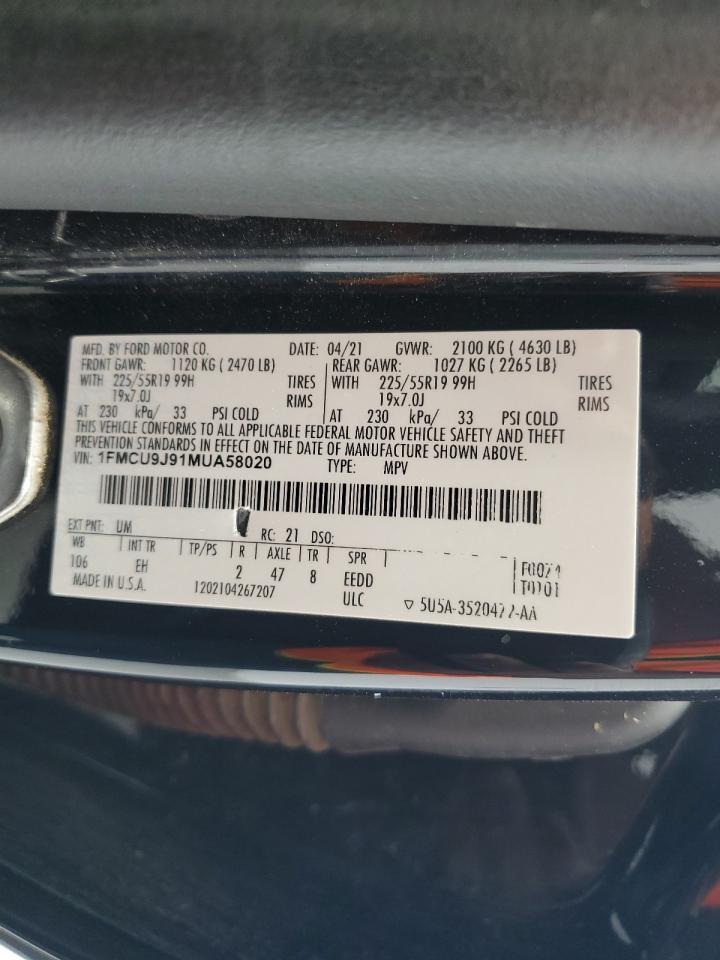 MFD. BY FORD MOTOR CO. DATE: 04/21 GVWR: 2100 KG ( 4630 LB)
FRONT GAWR: 1120 KG ( 2470 LB) REAR GAWR: 1027 KG ( 2265 LB)
WITH 225/55R19 99H TIRES WITH 225/55R19 99H TIRES
19x7.0J RIMS 19x7.0J RIMS
AT 230 kPa/ 33 PSI COLD AT 230 kPa/ 33 PSI COLD
THIS VEHICLE CONFORMS TO ALL APPLICABLE FEDERAL MOTOR VEHICLE SAFETY AND THEFT
PREVENTION STANDARDS IN EFFECT ON THE DATE OF MANUFACTURE SHOWN ABOVE.
VIN: 1FMCU9J91MUA58020 TYPE: MPV
EXT PNT: UM RC: 21 DSO:
WB INT TR TP/PS R AXLE TR SPR
106 EH 2 47 8 EEDD
MADE IN U.S.A. 1202104267207 ULC